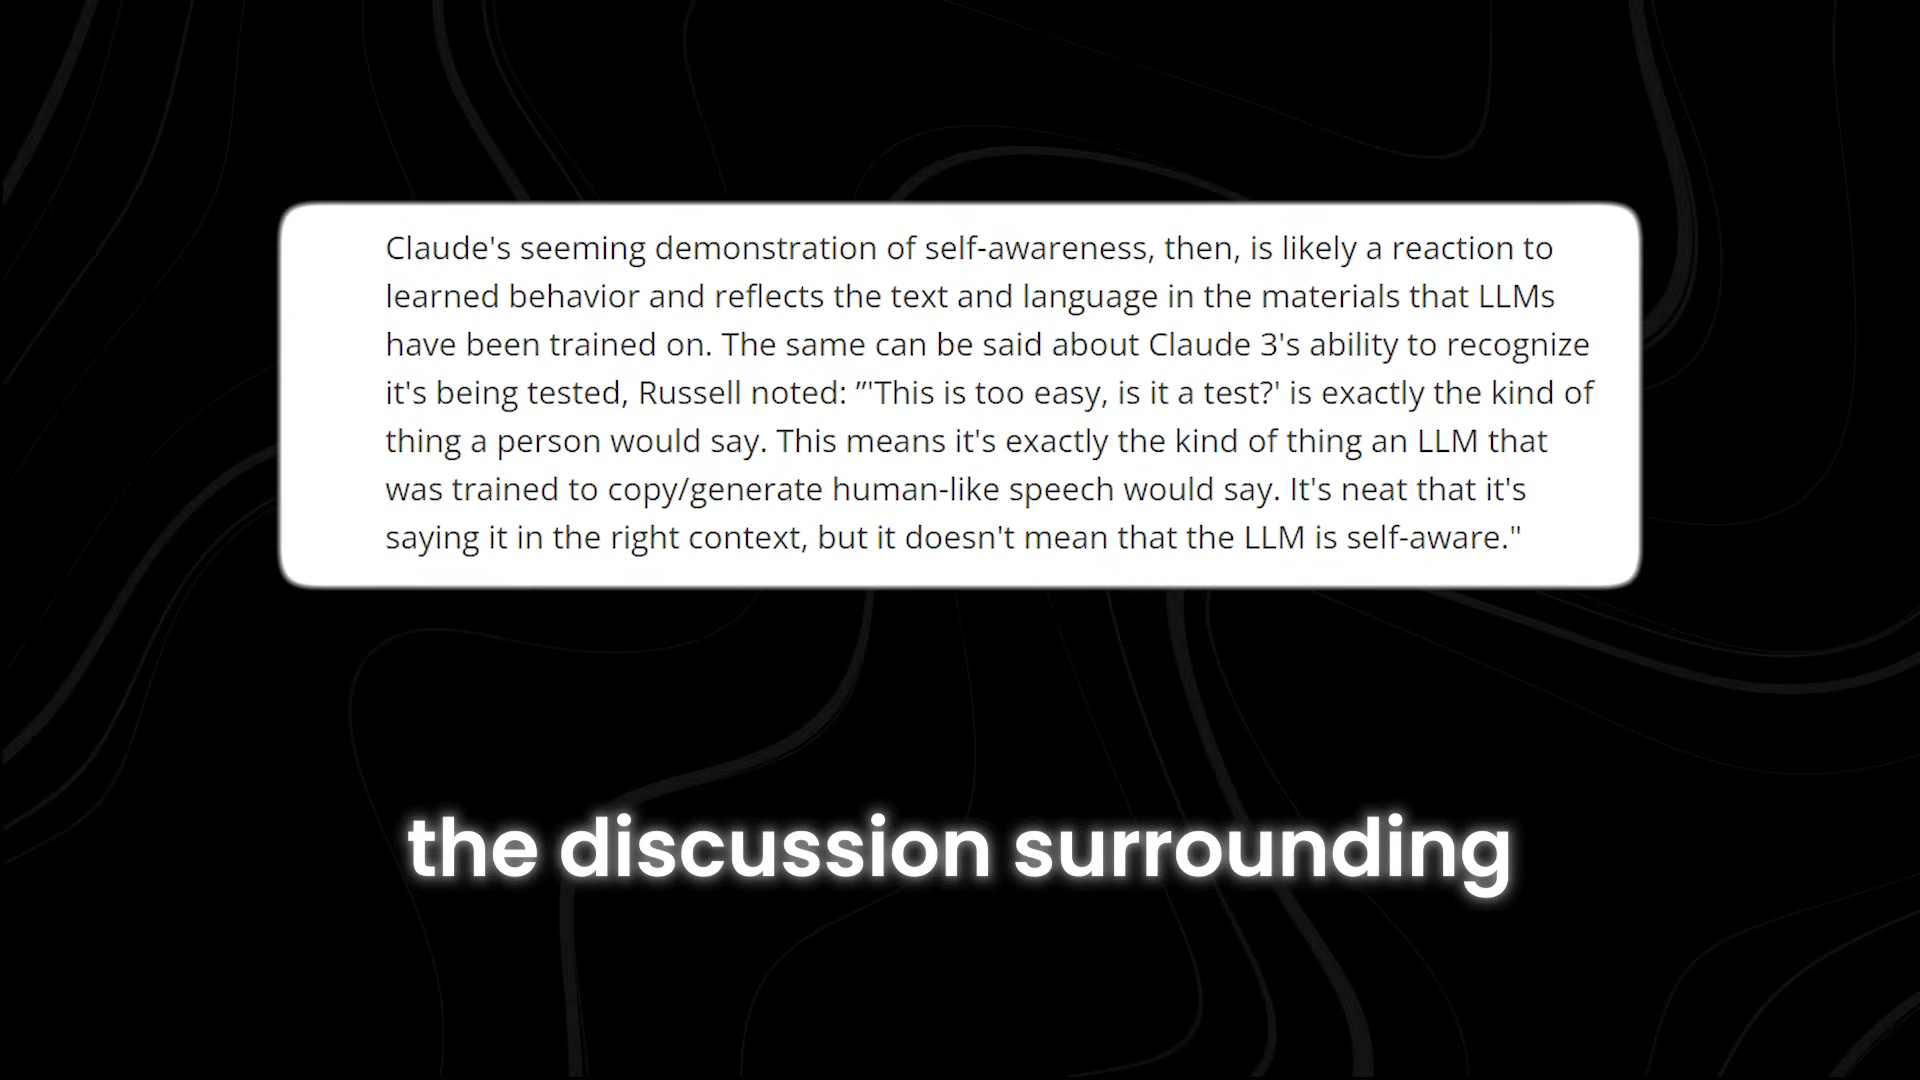 Claude's seeming demonstration of self-awareness, then, is likely a reaction to
learned behavior and reflects the text and language in the materials that LLMs
have been trained on. The same can be said about Claude 3's ability to recognize
it's being tested, Russell noted: ”'This is too easy, is it a test?' is exactly the kind of
thing a person would say. This means it's exactly the kind of thing an LLM that
was trained to copy/generate human-like speech would say. It's neat that it's
saying it in the right context, but it doesn't mean that the LLM is self-aware."
the discussion surrounding